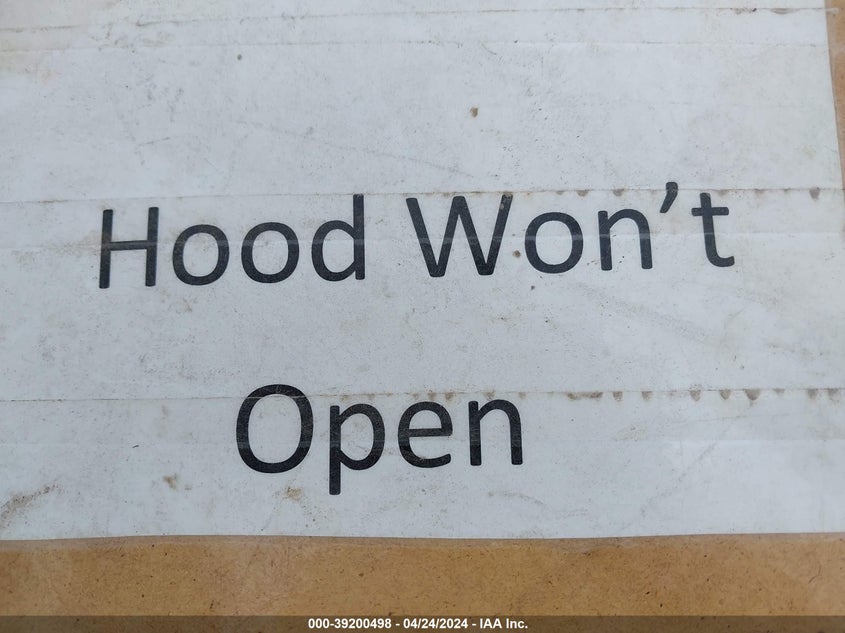 Hood Won’t
Open
000-39200498 - 04/24/2024 - IAA Inc.